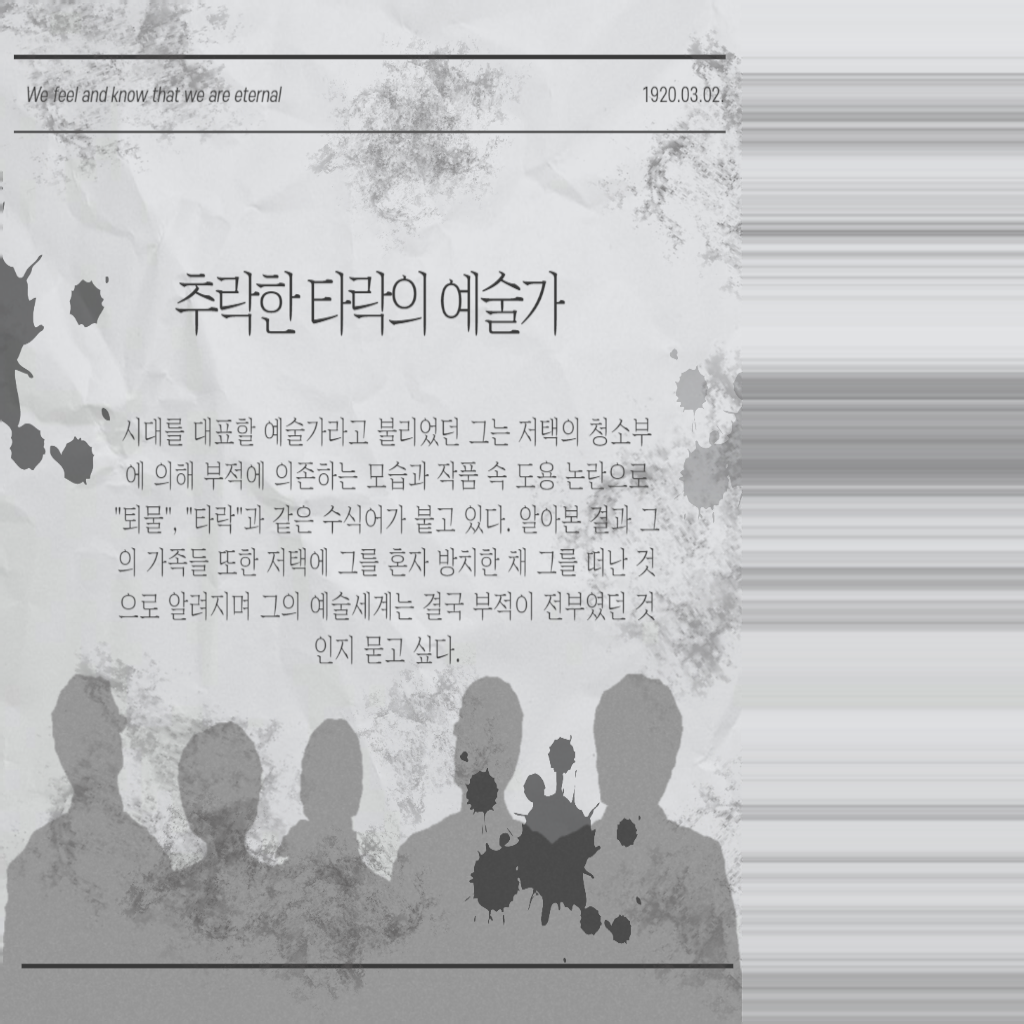 We feel and know that we are eternal
1920.03.02.
추락한 타락의 예술가
시대를 대표할 예술가라고 불리었던 그는 저택의 청소부
에 의해 부적에 의존하는 모습과 작품 속 도용 논란으로
"퇴물", "타락"과 같은 수식어가 붙고 있다. 알아본 결과 그
의 가족들 또한 저택에 그를 혼자 방치한 채 그를 떠난 것
으로 알려지며 그의 예술세계는 결국 부적이 전부였던 것
인지 묻고 싶다.